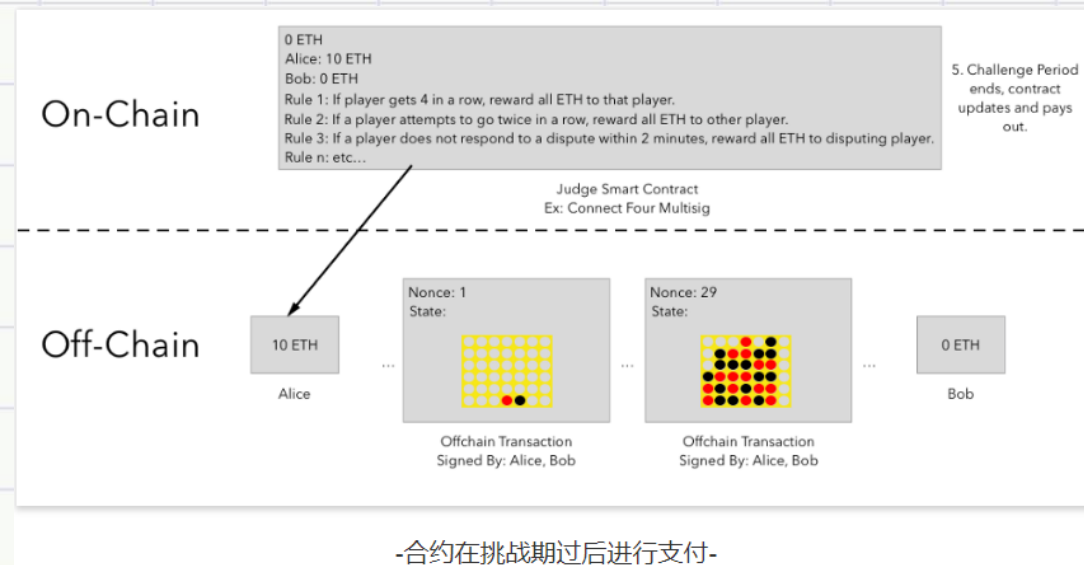 On-Chain
0 ETH
Alice: 10 ETH
Bob: 0 ETH
Rule 1: If player gets 4 in a row, reward all ETH to that player.
Rule 2: If a player attempts to go twice in a row, reward all ETH to other player.
Rule 3: If a player does not respond to a dispute within 2 minutes, reward all ETH to disputing player.
Rule n: etc...
5. Challenge Period
ends, contract
updates and pays
out.
Judge Smart Contract
Ex: Connect Four Multisig
Off-Chain
10 ETH
Alice
...
Nonce: 1
State:
Offchain Transaction
Signed By: Alice, Bob
...
Nonce: 29
State:
Offchain Transaction
Signed By: Alice, Bob
...
0 ETH
Bob
-合约在挑战期过后进行支付-